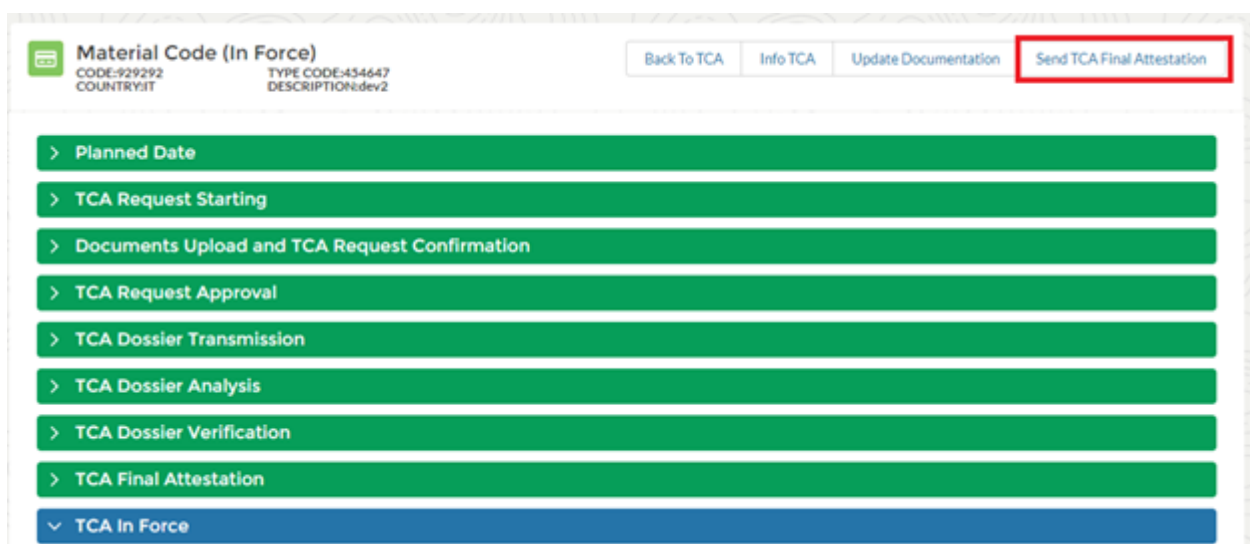 Material Code (In Force)
CODE:929292 TYPE CODE:454647
COUNTRY:IT DESCRIPTION:dev2
Back To TCA Info TCA Update Documentation Send TCA Final Attestation
Planned Date
TCA Request Starting
Documents Upload and TCA Request Confirmation
TCA Request Approval
TCA Dossier Transmission
TCA Dossier Analysis
TCA Dossier Verification
TCA Final Attestation
TCA In Force